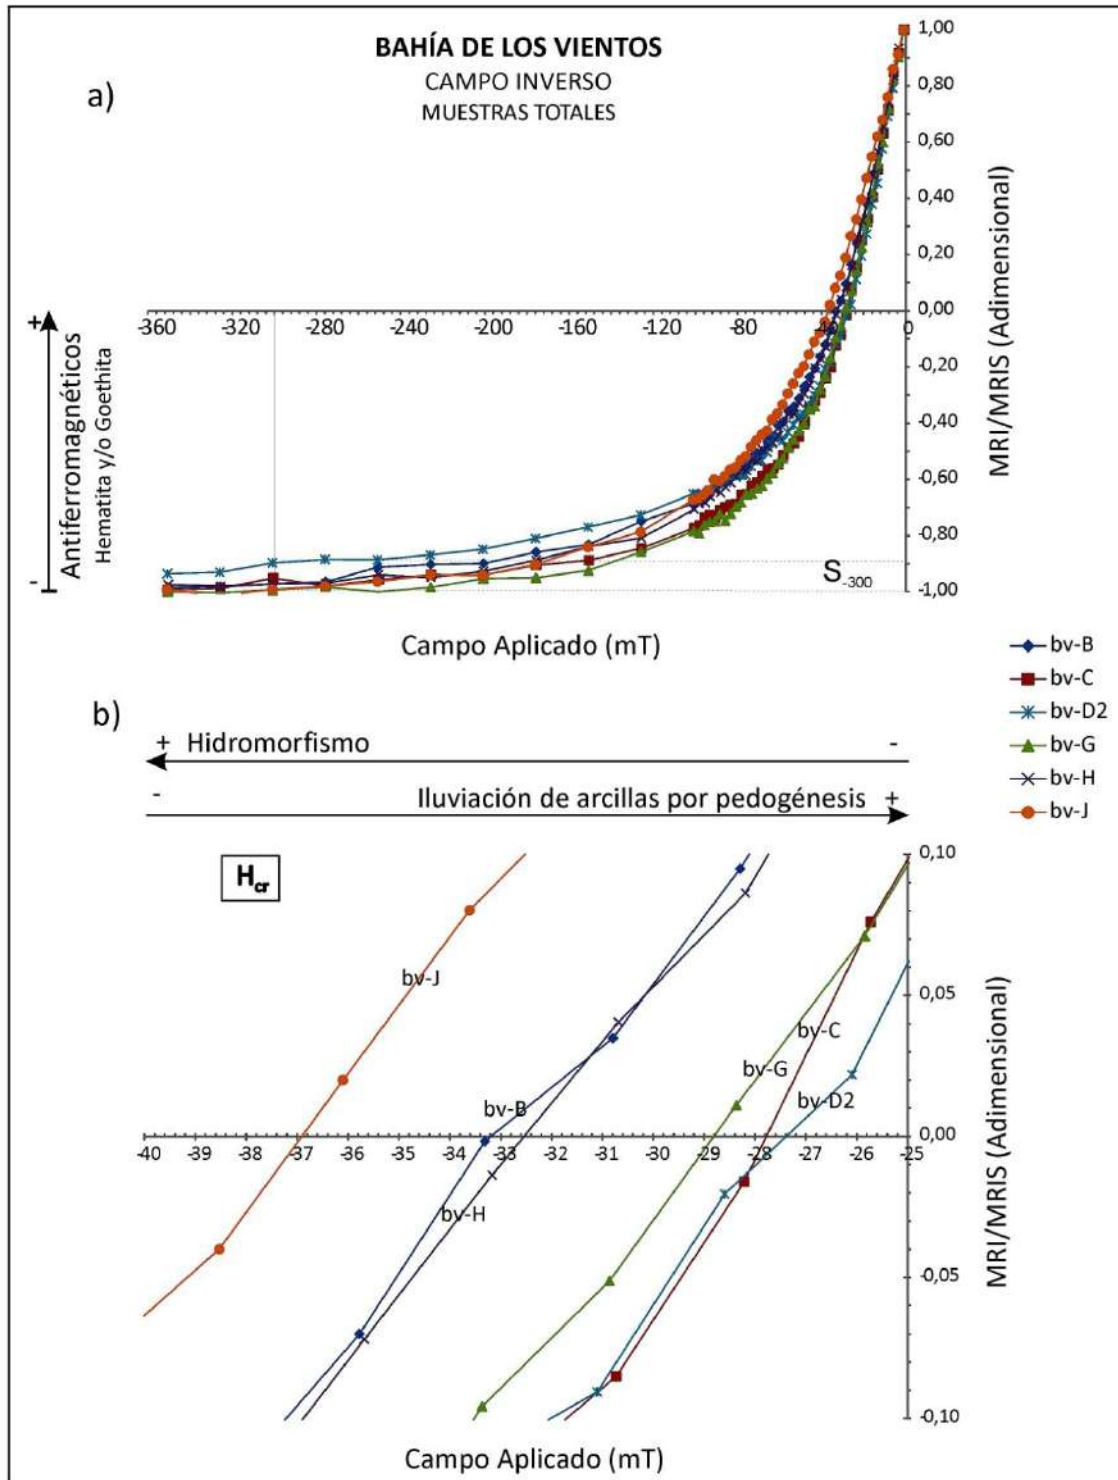 BAHÍA DE LOS VIENTOS
CAMPO INVERSO
MUESTRAS TOTALES
a)
1,00
0,80
0,60
0,40
0,20
0,00
-0,20
-0,40
-0,60
-0,80
-1,00
MRI/MRIS (Adimensional)
-360 -320 -280 -240 -200 -160 -120 -80 -40 0
+
-
Antiferromagnéticos
Hematita y/o Goethita
S-300
Campo Aplicado (mT)
bv-B
bv-C
bv-D2
bv-G
bv-H
bv-J
b)
+ Hidromorfismo -
- Iluviación de arcillas por pedogénesis +
Hcr
0,10
0,05
0,00
-0,05
-0,10
MRI/MRIS (Adimensional)
bv-J
bv-C
bv-G
bv-D2
bv-B
bv-H
-40 -39 -38 -37 -36 -35 -34 -33 -32 -31 -30 -29 -28 -27 -26 -25
Campo Aplicado (mT)